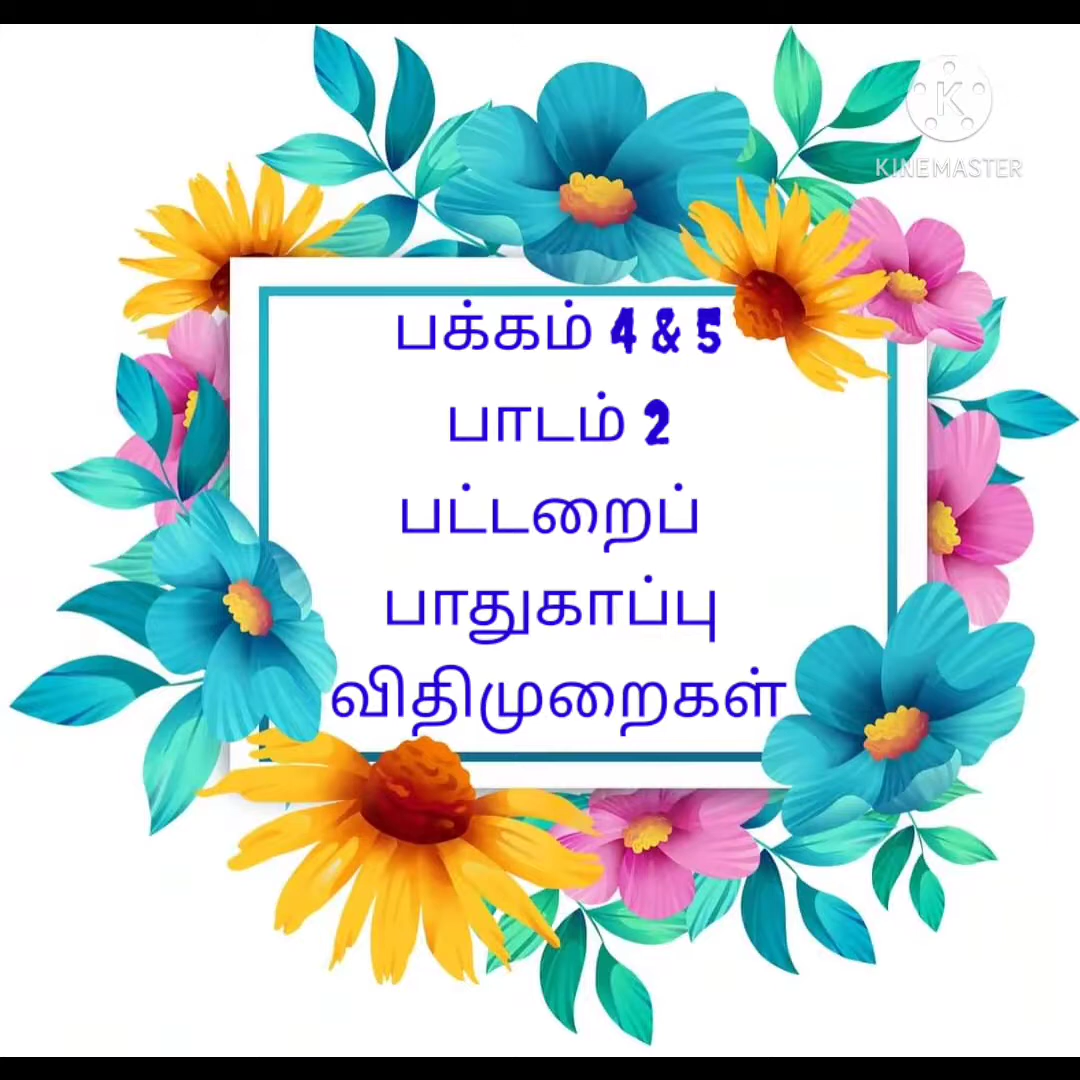 KINEMASTER
பக்கம் 4 & 5
பாடம் 2
பட்டறைப்
பாதுகாப்பு
விதிமுறைகள்